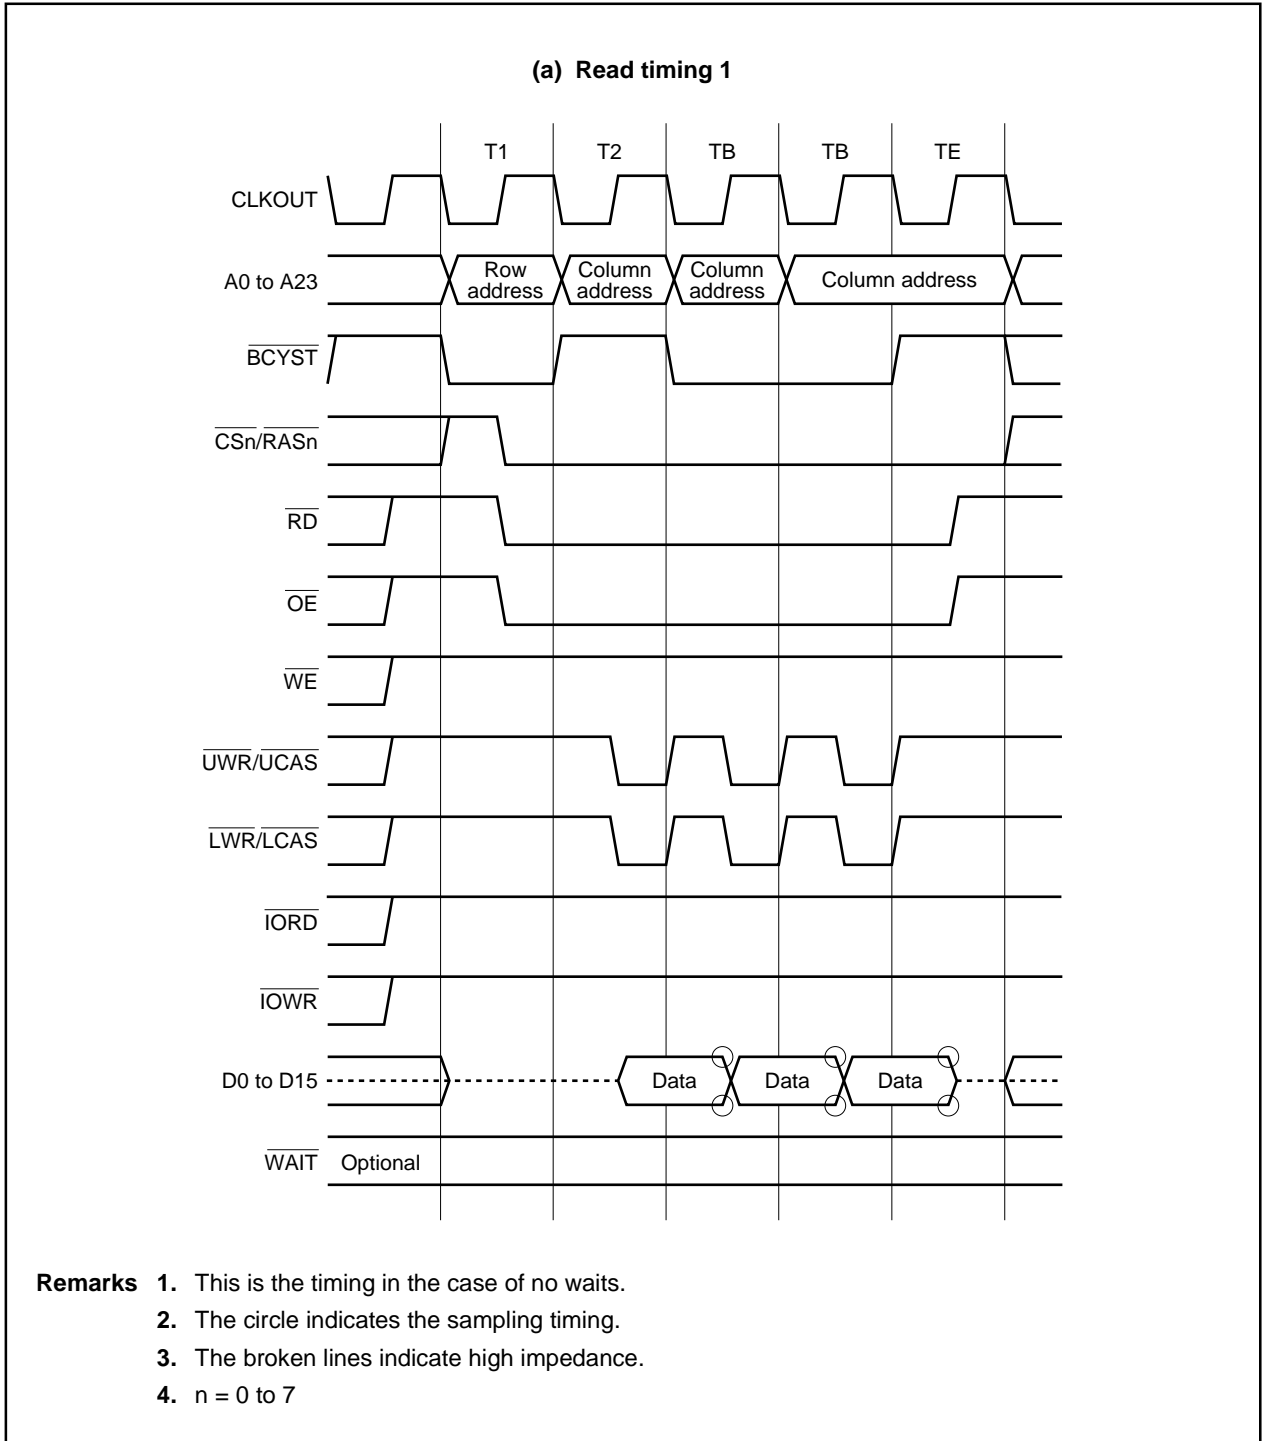 (a) Read timing 1
T1 T2 TB TB TE
CLKOUT
A0 to A23
Row address
Column address
Column address
Column address
BCYST
CSn/RASn
RD
OE
WE
UWR/UCAS
LWR/LCAS
IORD
IOWR
D0 to D15 Data Data Data
WAIT Optional
Remarks 1. This is the timing in the case of no waits.
2. The circle indicates the sampling timing.
3. The broken lines indicate high impedance.
4. n = 0 to 7